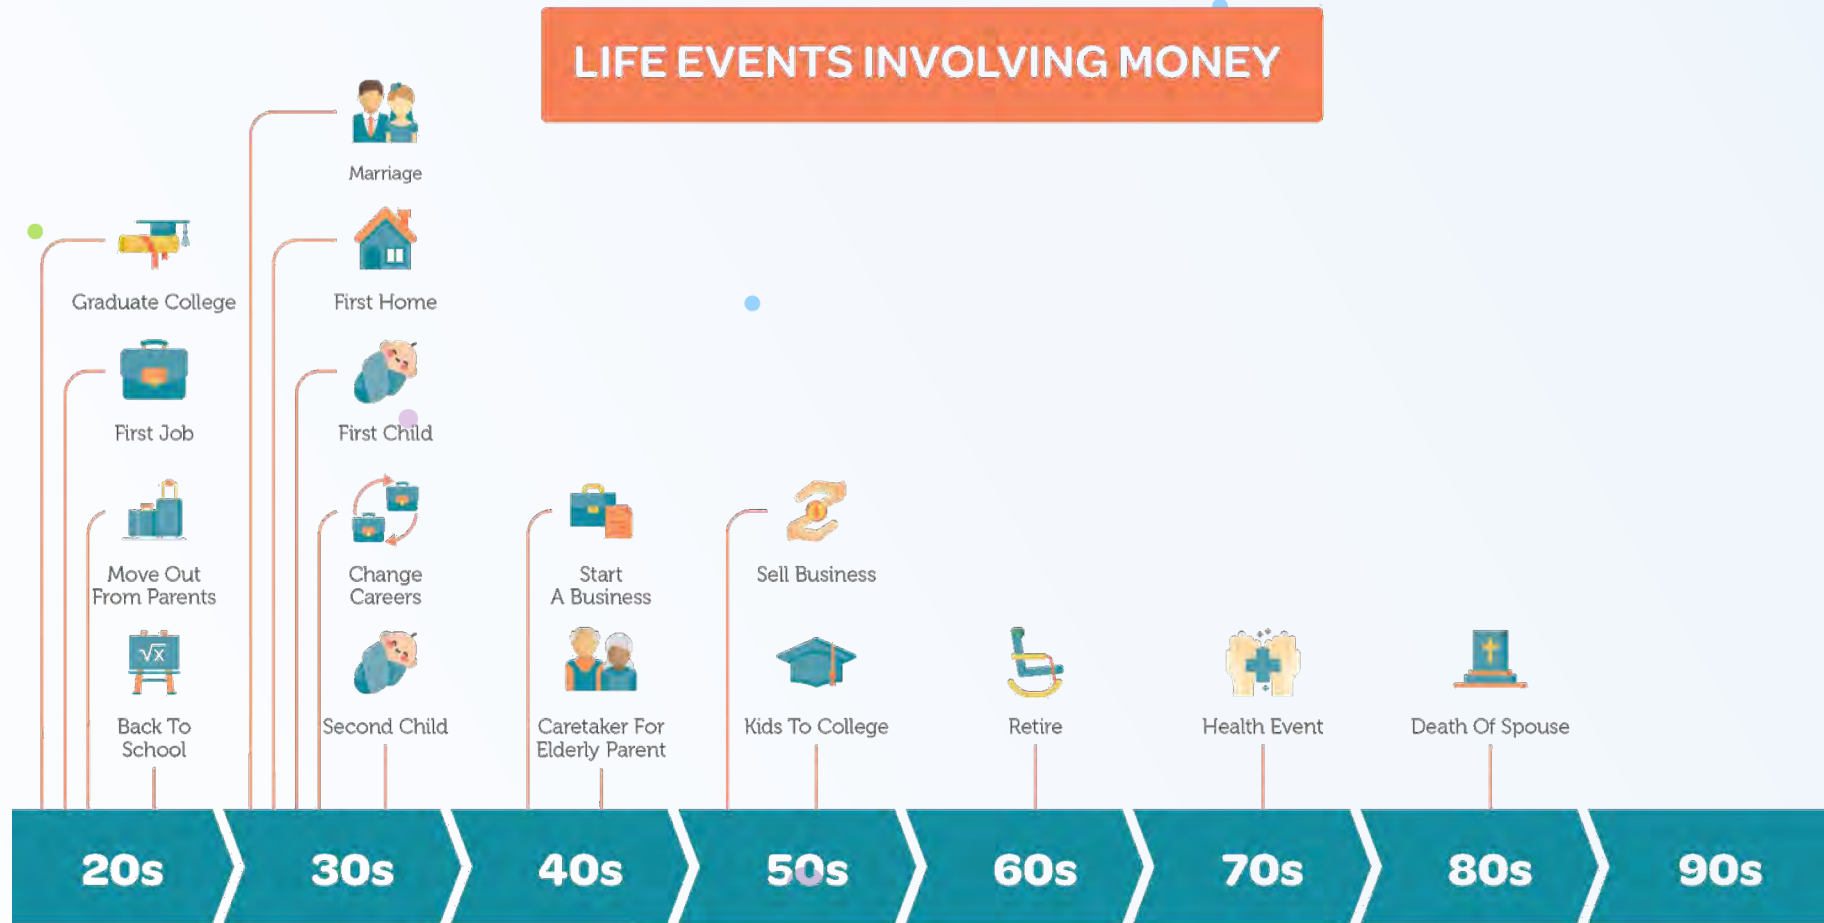 LIFE EVENTS INVOLVING MONEY
Graduate College
First Job
Move Out
From Parents
√x
Back To
School
Marriage
First Home
First Child
Change
Careers
Second Child
Start
A Business
Caretaker For
Elderly Parent
Sell Business
Kids To College
Retire
Health Event
Death Of Spouse
20s
30s
40s
50s
60s
70s
80s
90s